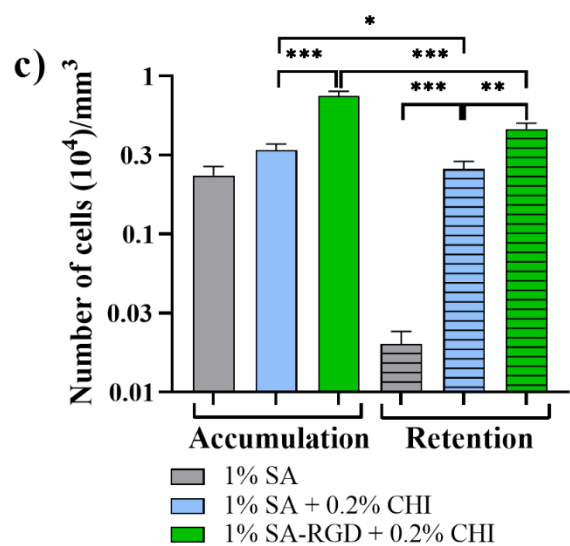 c)
*
*** ***
*** **
Number of cells (10⁴)/mm³
1
0.3
0.1
0.03
0.01
Accumulation Retention
1% SA
1% SA + 0.2% CHI
1% SA-RGD + 0.2% CHI